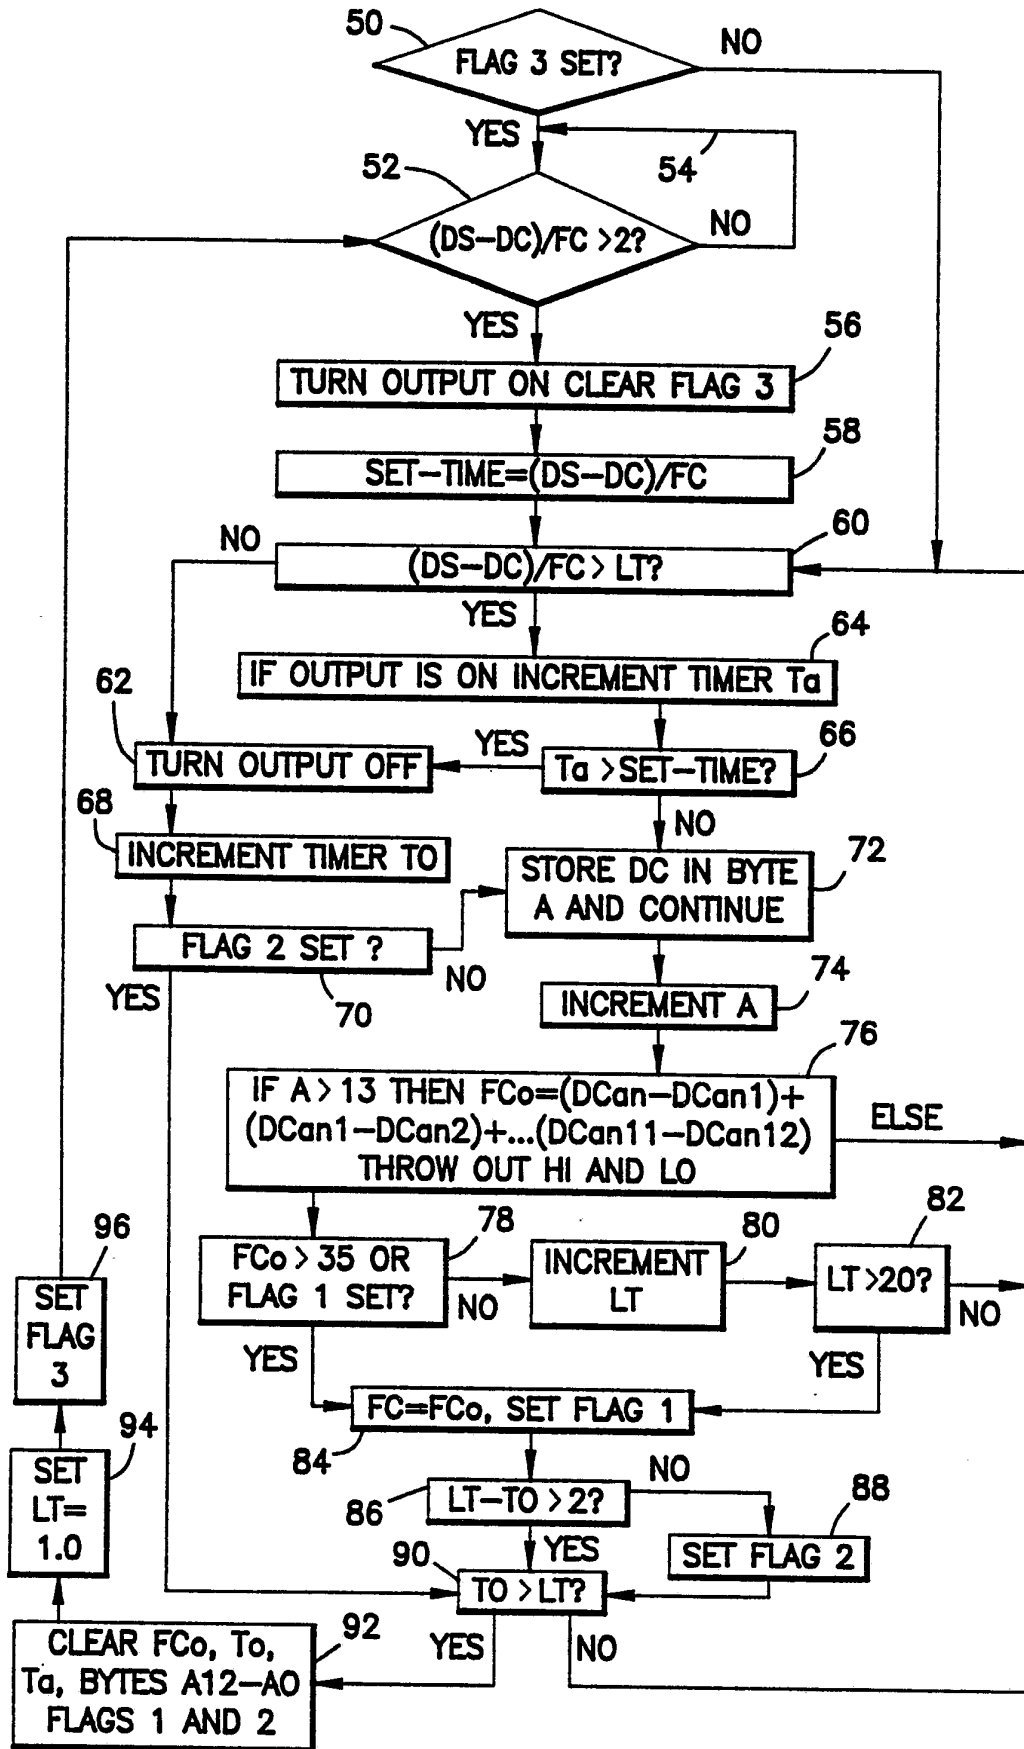 50
FLAG 3 SET?
NO
YES
54
52
(DS-DC)/FC >2?
NO
YES
56
TURN OUTPUT ON CLEAR FLAG 3
58
SET-TIME=(DS-DC)/FC
60
NO
(DS-DC)/FC > LT?
YES
64
IF OUTPUT IS ON INCREMENT TIMER Ta
62
66
TURN OUTPUT OFF
YES
Ta >SET-TIME?
68
NO
INCREMENT TIMER TO
72
STORE DC IN BYTE
A AND CONTINUE
FLAG 2 SET ?
NO
YES
70
74
INCREMENT A
76
IF A > 13 THEN FCo=(DCan-DCan1)+
(DCan1-DCan2)+...(DCan11-DCan12)
THROW OUT HI AND LO
ELSE
78
80
82
FCo > 35 OR
FLAG 1 SET?
NO
INCREMENT
LT
LT >20?
NO
96
SET
FLAG
3
YES
YES
FC=FCo, SET FLAG 1
84
94
SET
LT=
1.0
NO
LT-TO >2?
86
88
YES
SET FLAG 2
90
TO >LT?
YES
NO
92
CLEAR FCo, To,
Ta, BYTES A12-A0
FLAGS 1 AND 2